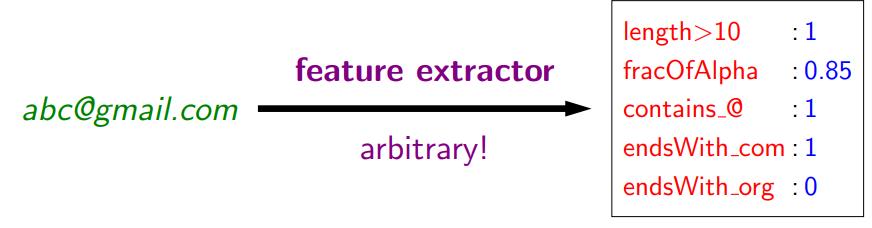 abc@gmail.com
feature extractor
arbitrary!
length>10 : 1
fracOfAlpha : 0.85
contains_@ : 1
endsWith_com : 1
endsWith_org : 0